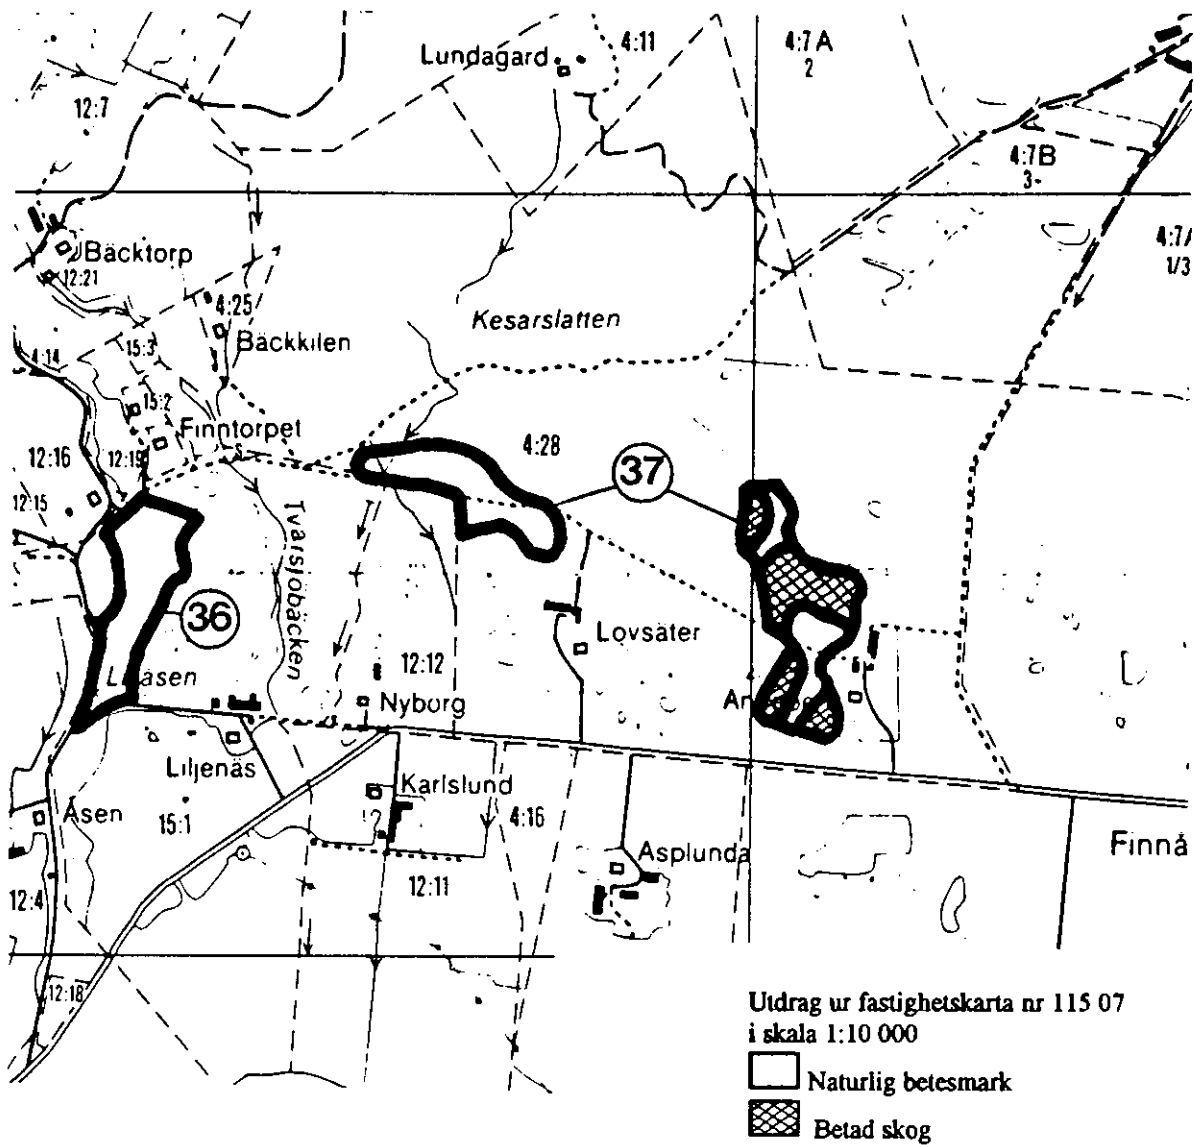 Lundagard
4:11
4:7A
2
12:7
4:7B
3-
4:7A
1/3
Bäcktorp
12:21
4:25
Kesarslatten
Bäckkilen
4:14
15:3
15:2
Finntorpet
4:28
12:16
12:19
37
12:15
Tvärsjöbäcken
36
Lovsäter
12:12
Nyborg
Liljenäs
Karlslund
Asen
15:1
4:16
Asplunda
Finnå
12:4
12:11
12:18
Utdrag ur fastighetskarta nr 115 07
i skala 1:10 000
Naturlig betesmark
Betad skog